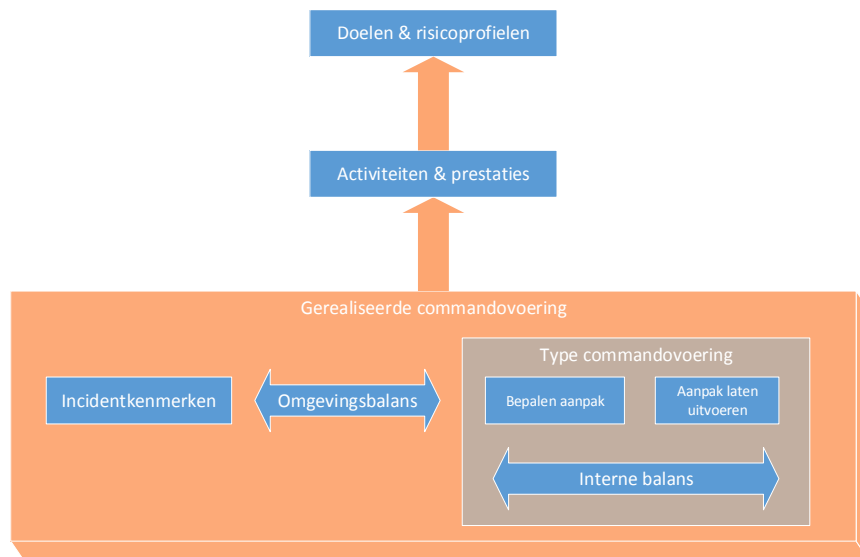 Doelen & risicoprofielen
Activiteiten & prestaties
Gerealiseerde commandovoering
Type commandovoering
Incidentkenmerken
Omgevingsbalans
Bepalen aanpak
Aanpak laten
uitvoeren
Interne balans